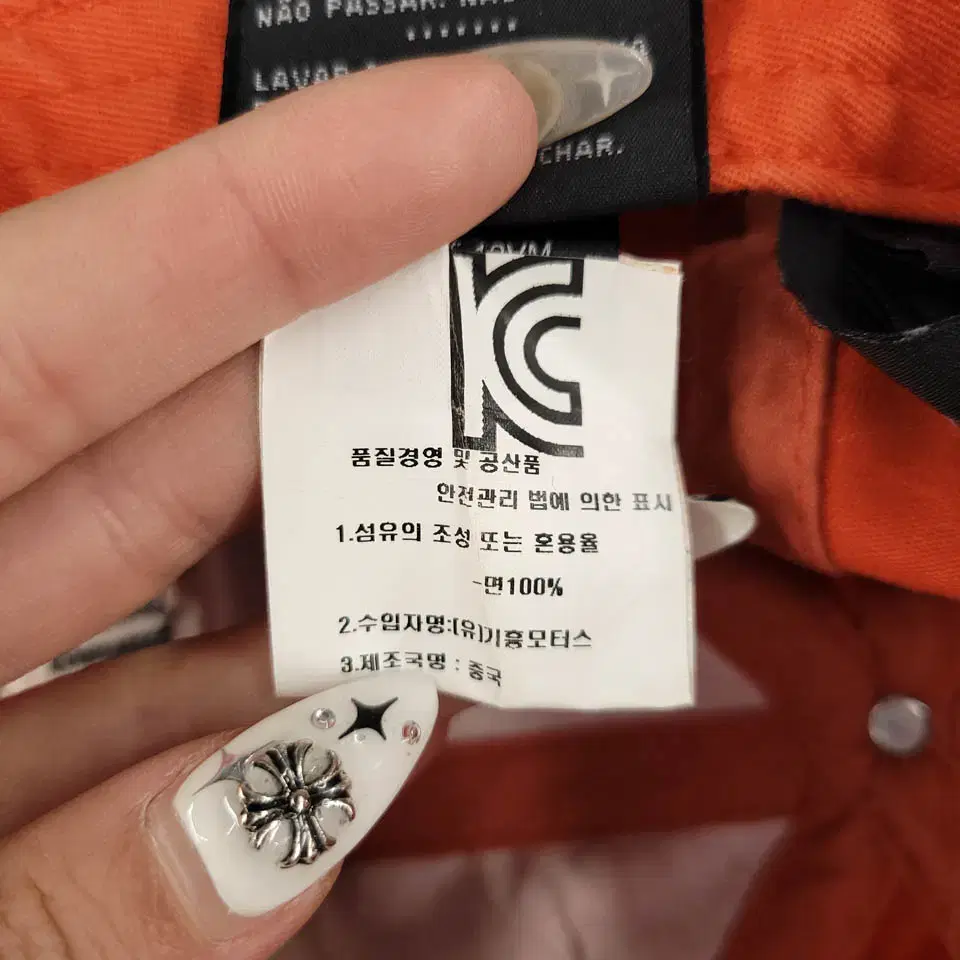 NÃO PASSAR.
LAVAR
CHAR.
KC
품질경영 및 공산품
안전관리 법에 의한 표시
1.섬유의 조성 또는 혼용율
-면100%
2.수입자명:(유)기흥모터스
3.제조국명 : 중국